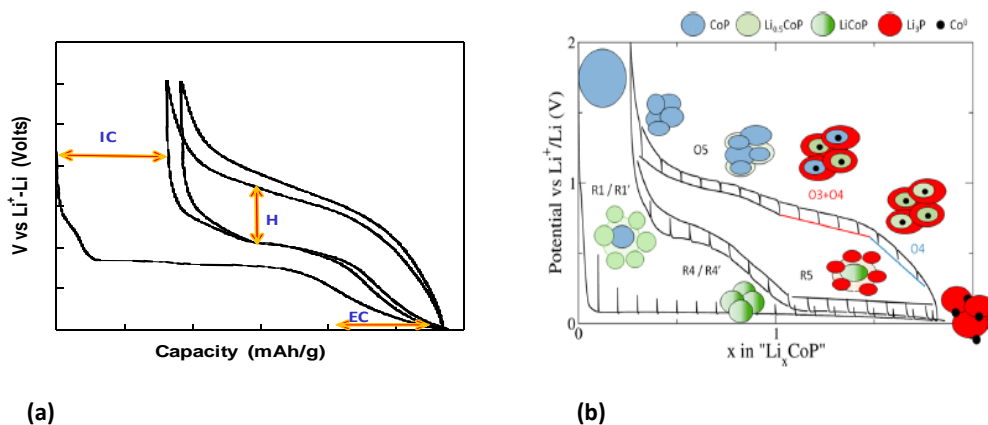 V vs Li⁺-Li (Volts)
IC
H
EC
Capacity (mAh/g)
(a)
CoP Li₀.₅CoP LiCoP Li₃P Co⁰
Potential vs Li⁺/Li (V)
2
1
0
O5
R1 / R1'
O3+O4
O4
R4 / R4'
R5
0
1
x in "LiₓCoP"
(b)